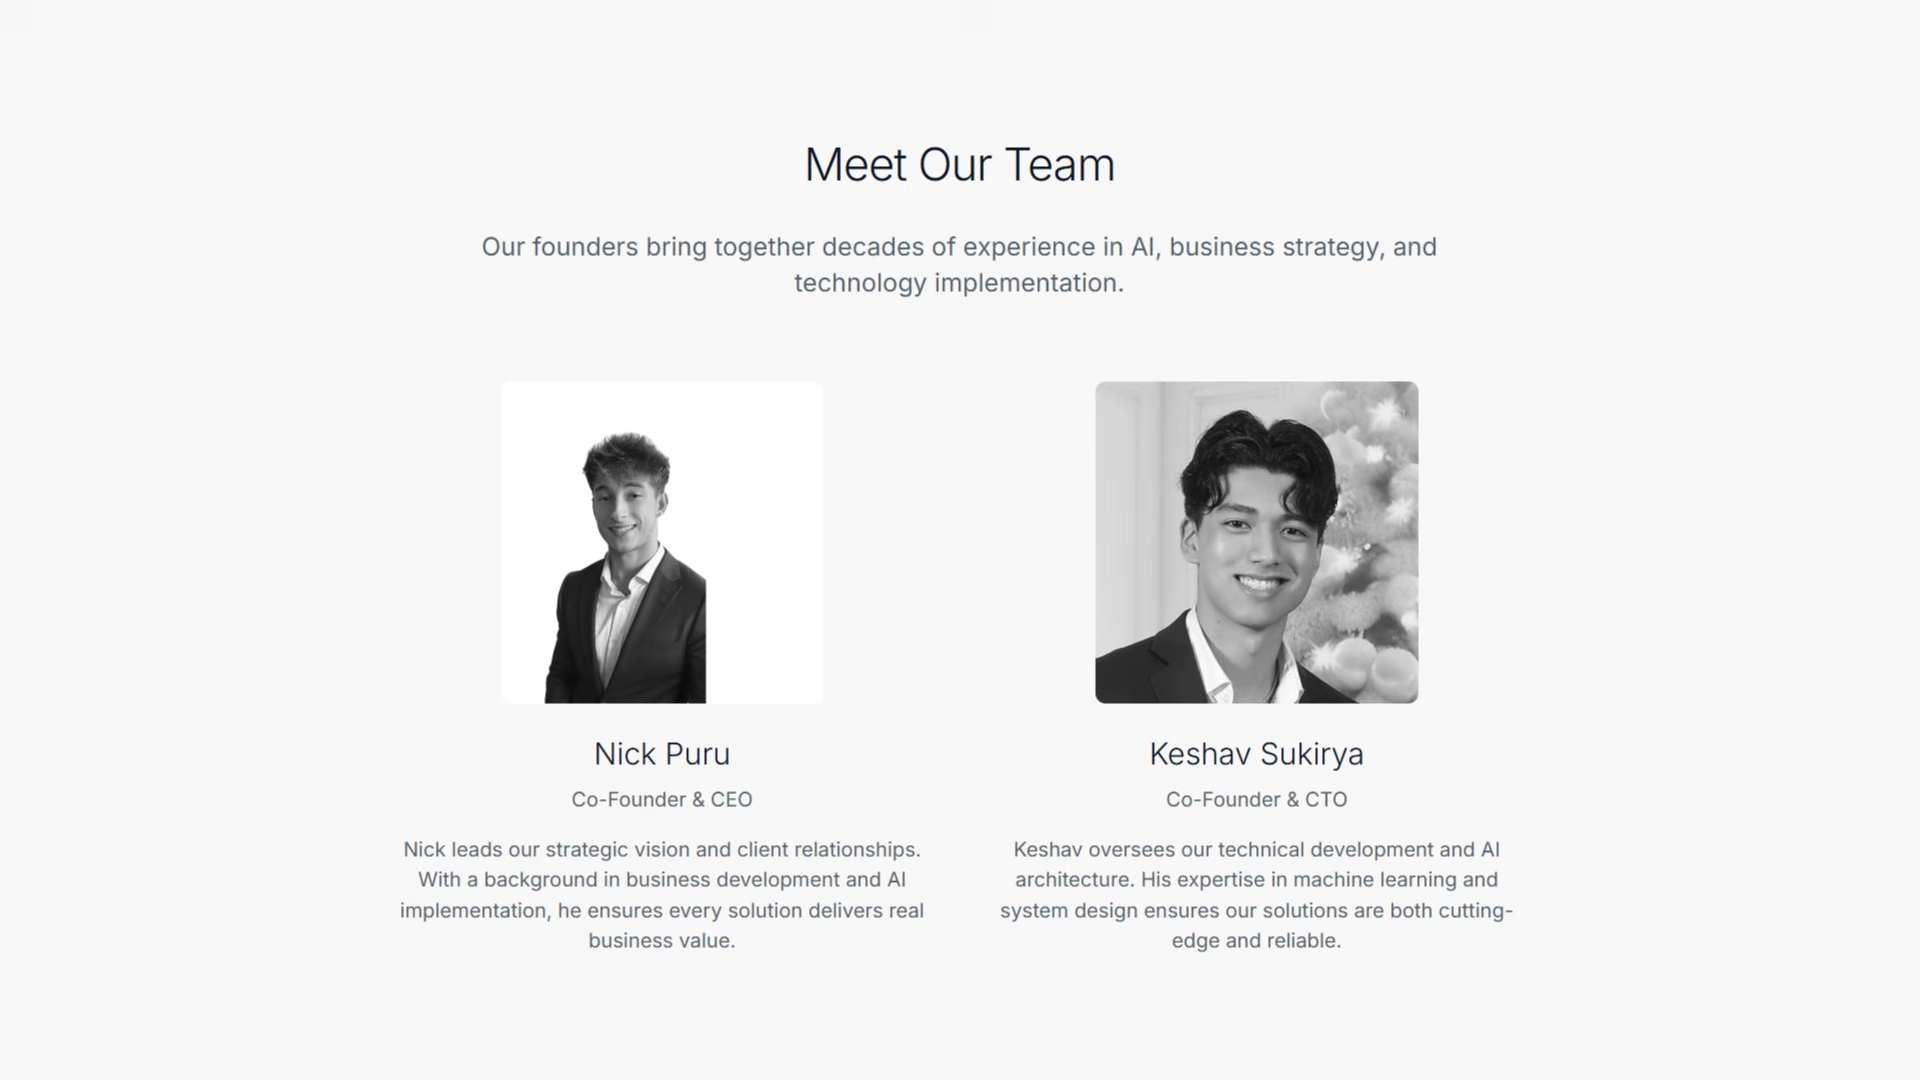 Meet Our Team
Our founders bring together decades of experience in AI, business strategy, and
technology implementation.
Nick Puru
Co-Founder & CEO
Nick leads our strategic vision and client relationships.
With a background in business development and AI
implementation, he ensures every solution delivers real
business value.
Keshav Sukirya
Co-Founder & CTO
Keshav oversees our technical development and AI
architecture. His expertise in machine learning and
system design ensures our solutions are both cutting-
edge and reliable.